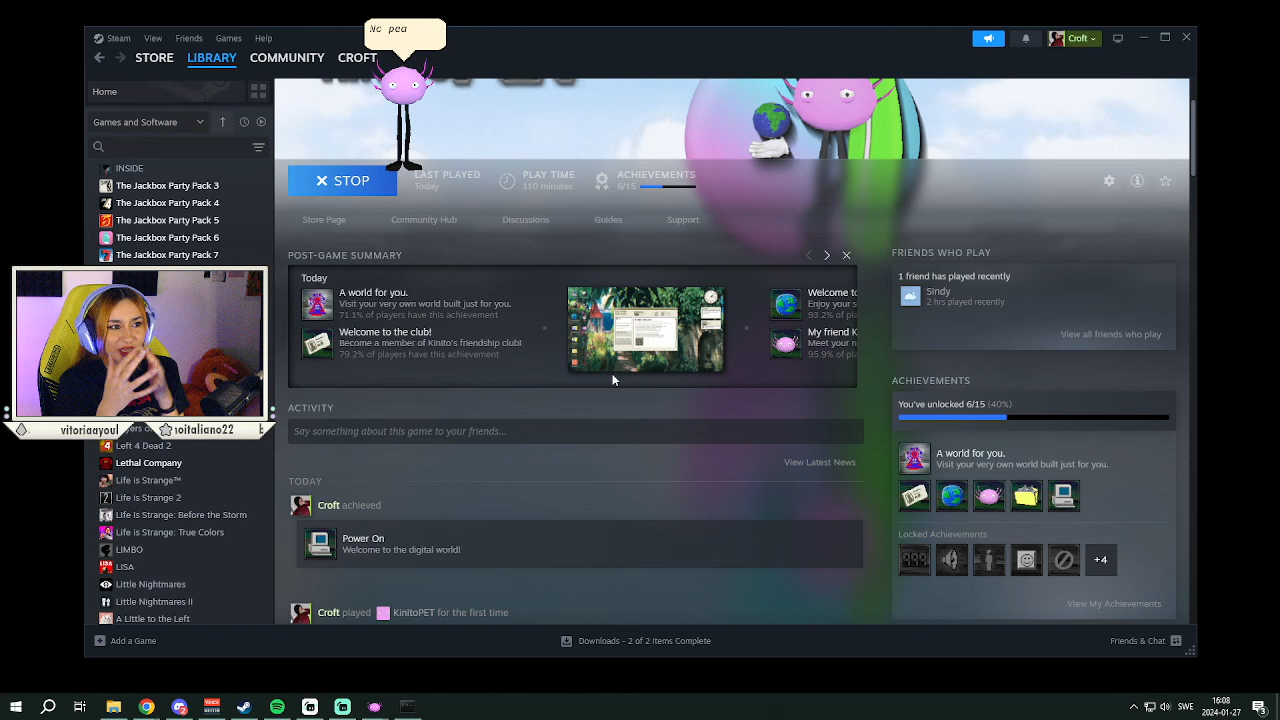 No pea
Steam View Friends Games Help
Croft
STORE LIBRARY COMMUNITY CROFT
Home
Games and Software
INSIDE
The Jackbox Party Pack 3
The Jackbox Party Pack 4
The Jackbox Party Pack 5
The Jackbox Party Pack 6
The Jackbox Party Pack 7
Left 4 Dead 2
Lethal Company
Life is Strange™
Life is Strange 2
Life is Strange: Before the Storm
Life is Strange: True Colors
LIMBO
LISA
Little Nightmares
Little Nightmares II
A Little to the Left
STOP
LAST PLAYED
Today
PLAY TIME
110 minutes
ACHIEVEMENTS
6/15
Store Page Community Hub Discussions Guides Support
POST-GAME SUMMARY
Today
A world for you.
Visit your very own world built just for you.
71.1% of players have this achievement
Welcome to the club!
Become a member of Kinito's friendship club!
79.2% of players have this achievement
Welcome to
Enjoy your s
93.2% of pla
My friend K
Meet your n
95.9% of pla
ACTIVITY
Say something about this game to your friends...
View Latest News
TODAY
Croft achieved
Power On
Welcome to the digital world!
Croft played KinitoPET for the first time
FRIENDS WHO PLAY
1 friend has played recently
Sindy
2 hrs played recently
View all friends who play
ACHIEVEMENTS
You've unlocked 6/15 (40%)
A world for you.
Visit your very own world built just for you.
Locked Achievements
+4
View My Achievements
vitoriaayoul
noitaliano22
Add a Game
Downloads - 2 of 2 Items Complete
Friends & Chat
SVE
16:08
2024-01-27